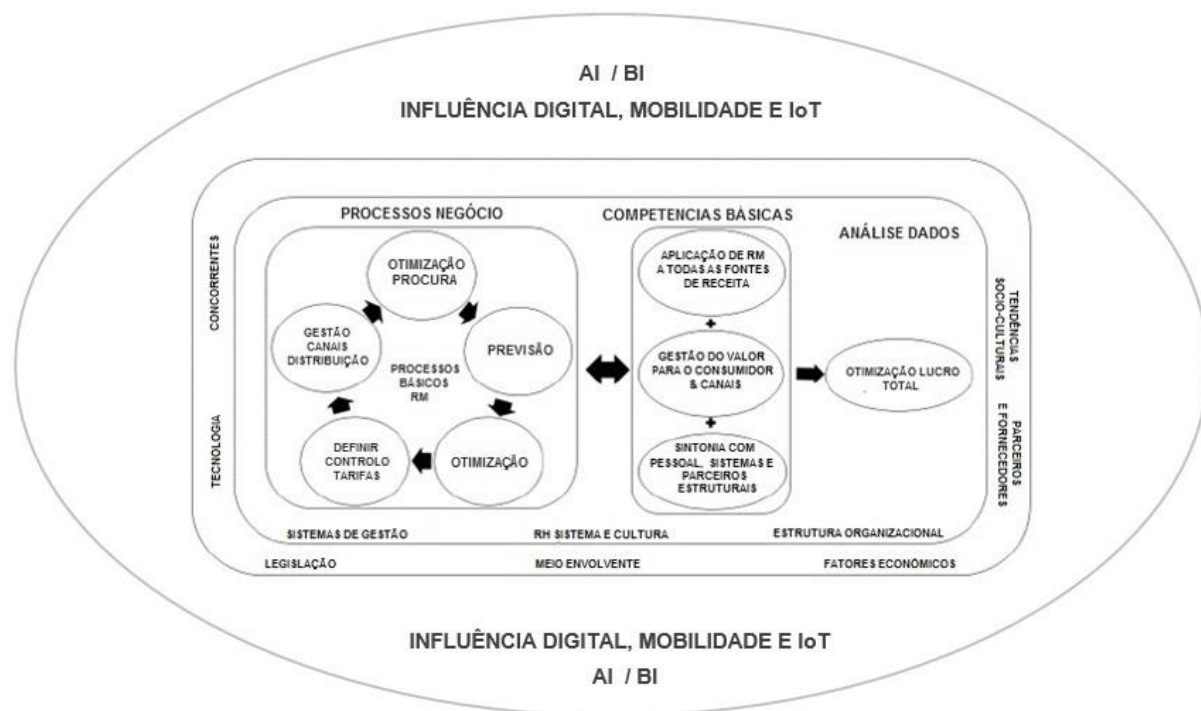 AI / BI
INFLUÊNCIA DIGITAL, MOBILIDADE E IoT
PROCESSOS NEGÓCIO
COMPETENCIAS BÁSICAS
ANÁLISE DADOS
CONCORRENTES
TECNOLOGIA
OTIMIZAÇÃO
PROCURA
PREVISÃO
OTIMIZAÇÃO
DEFINIR
CONTROLO
TARIFAS
GESTÃO
CANAIS
DISTRIBUIÇÃO
PROCESSOS
BÁSICOS
RM
APLICAÇÃO DE RM
A TODAS AS FONTES
DE RECEITA
+
GESTÃO DO VALOR
PARA O CONSUMIDOR
& CANAIS
+
SINTONIA COM
PESSOAL, SISTEMAS E
PARCEIROS
ESTRUTURAIS
OTIMIZAÇÃO LUCRO
TOTAL
TENDÊNCIAS
SOCIO-CULTURAIS
PARCEIROS
E FORNECEDORES
SISTEMAS DE GESTÃO
RH SISTEMA E CULTURA
ESTRUTURA ORGANIZACIONAL
LEGISLAÇÃO
MEIO ENVOLVENTE
FATORES ECONÔMICOS
INFLUÊNCIA DIGITAL, MOBILIDADE E IoT
AI / BI